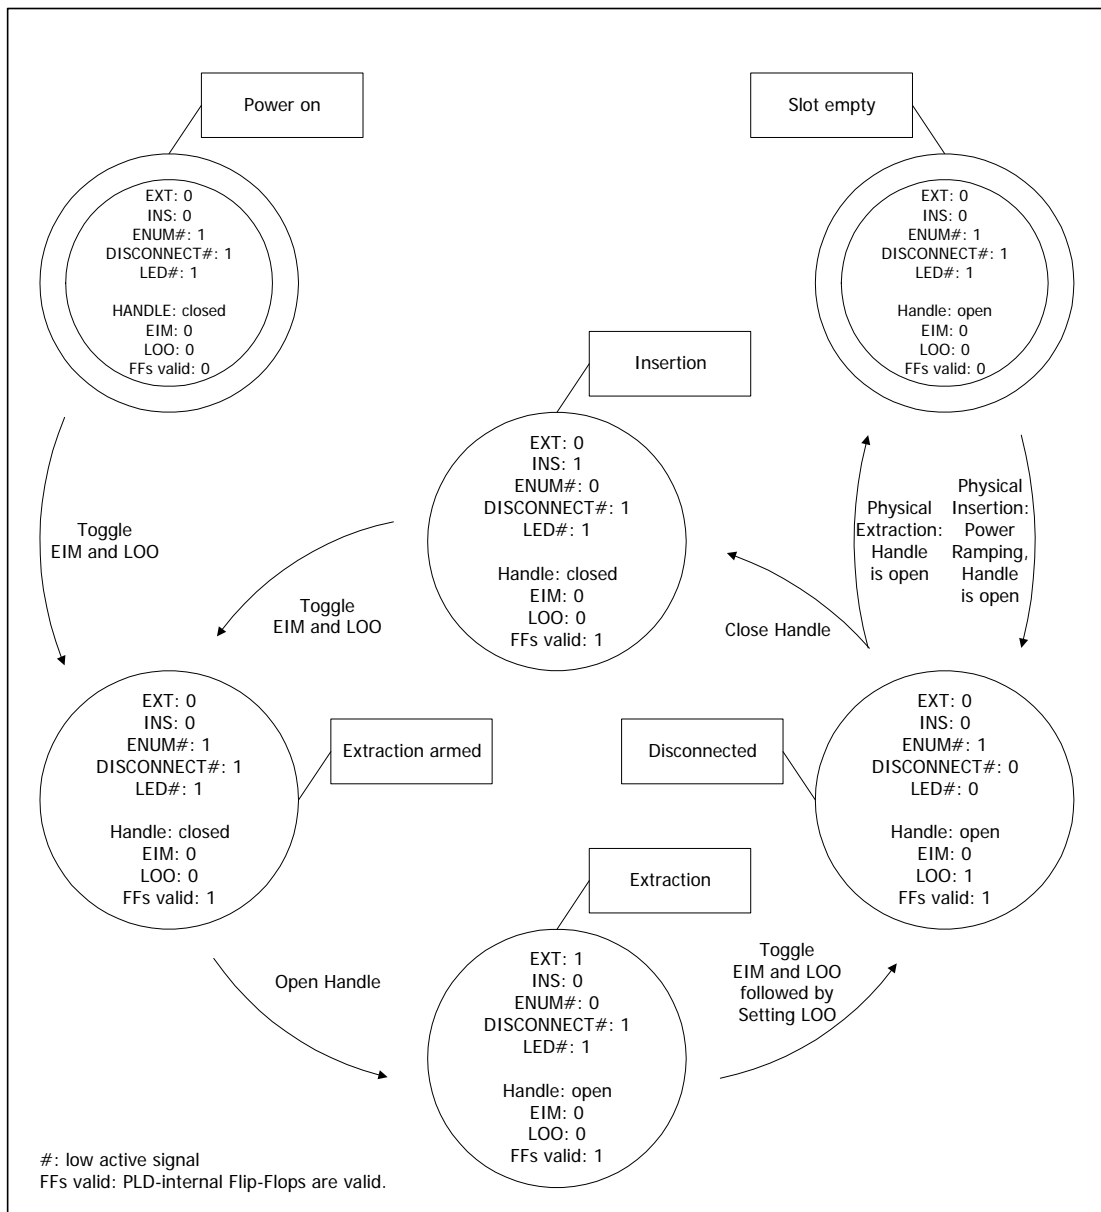 Power on
EXT: 0
INS: 0
ENUM#: 1
DISCONNECT#: 1
LED#: 1
HANDLE: closed
EIM: 0
LOO: 0
FFs valid: 0
Slot empty
EXT: 0
INS: 0
ENUM#: 1
DISCONNECT#: 1
LED#: 1
Handle: open
EIM: 0
LOO: 0
FFs valid: 0
Insertion
EXT: 0
INS: 1
ENUM#: 0
DISCONNECT#: 1
LED#: 1
Handle: closed
EIM: 0
LOO: 0
FFs valid: 1
Toggle
EIM and LOO
Toggle
EIM and LOO
Physical
Extraction:
Handle
is open
Physical
Insertion:
Power
Ramping,
Handle
is open
Close Handle
EXT: 0
INS: 0
ENUM#: 1
DISCONNECT#: 1
LED#: 1
Handle: closed
EIM: 0
LOO: 0
FFs valid: 1
Extraction armed
Disconnected
EXT: 0
INS: 0
ENUM#: 1
DISCONNECT#: 0
LED#: 0
Handle: open
EIM: 0
LOO: 1
FFs valid: 1
Extraction
EXT: 1
INS: 0
ENUM#: 0
DISCONNECT#: 1
LED#: 1
Handle: open
EIM: 0
LOO: 0
FFs valid: 1
Open Handle
Toggle
EIM and LOO
followed by
Setting LOO
#: low active signal
FFs valid: PLD-internal Flip-Flops are valid.